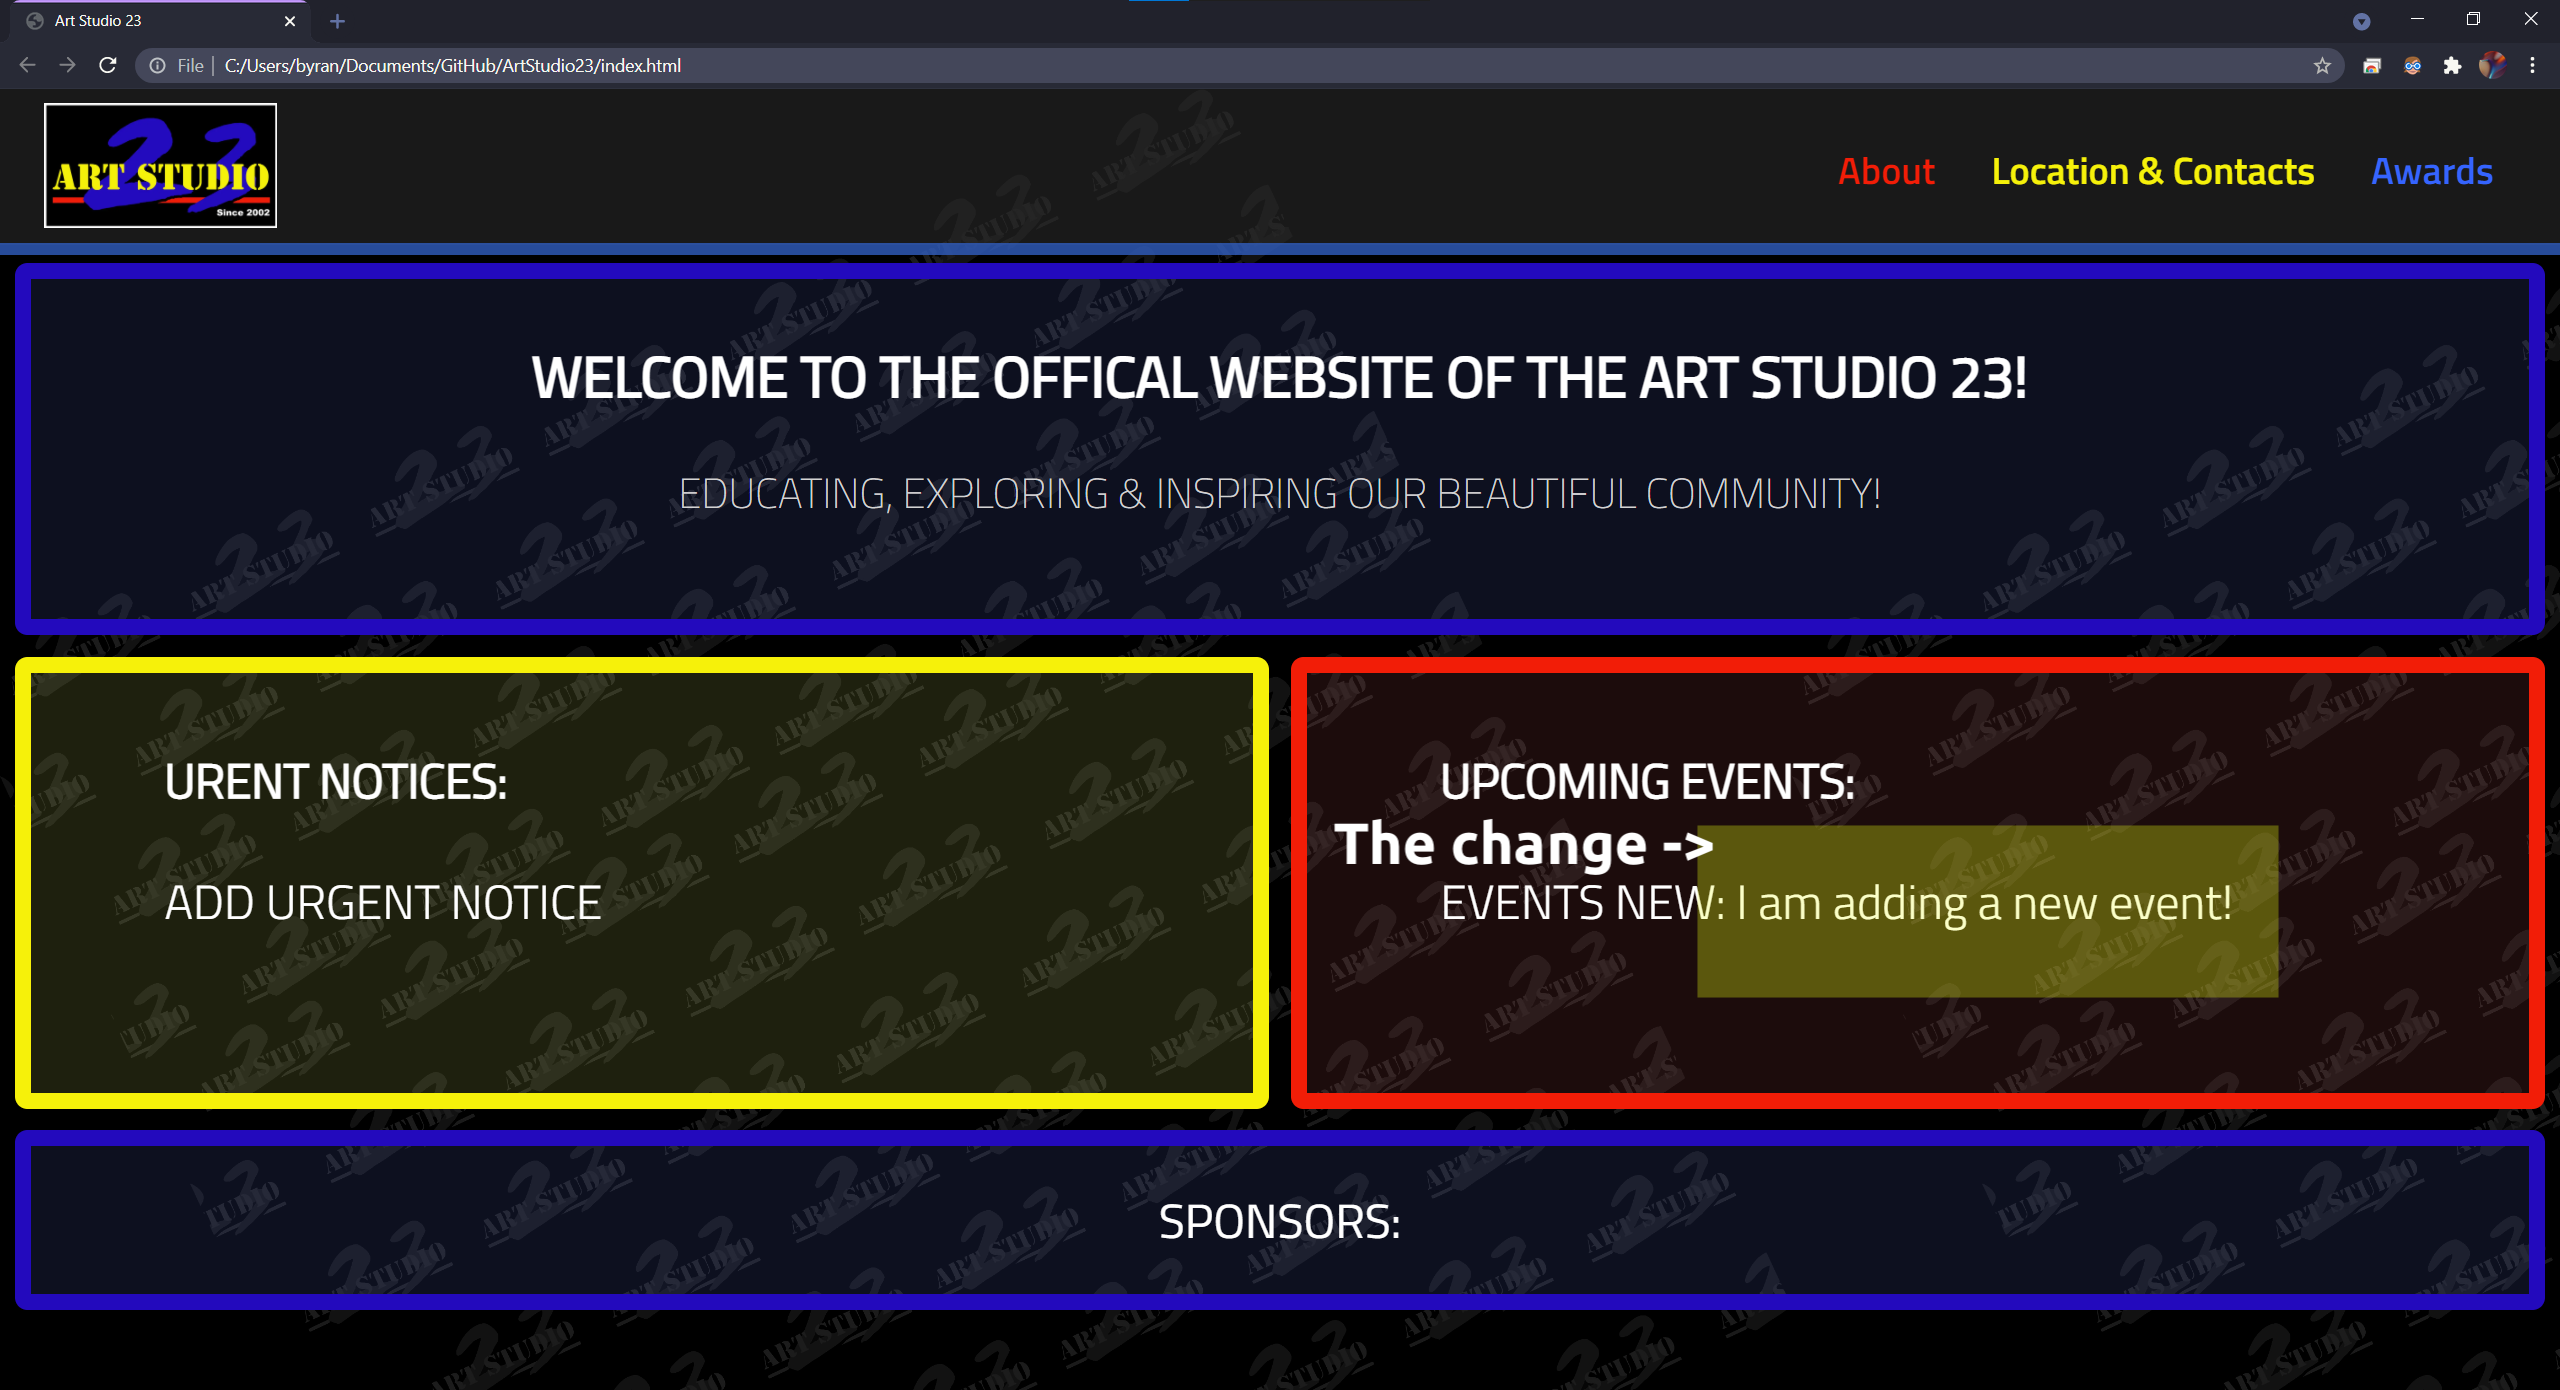 Art Studio 23
File | C:/Users/byran/Documents/GitHub/ArtStudio23/index.html
23
ART STUDIO
Since 2002
About
Location & Contacts
Awards
WELCOME TO THE OFFICAL WEBSITE OF THE ART STUDIO 23!
EDUCATING, EXPLORING & INSPIRING OUR BEAUTIFUL COMMUNITY!
URENT NOTICES:
ADD URGENT NOTICE
UPCOMING EVENTS:
The change ->
EVENTS NEW: I am adding a new event!
SPONSORS: